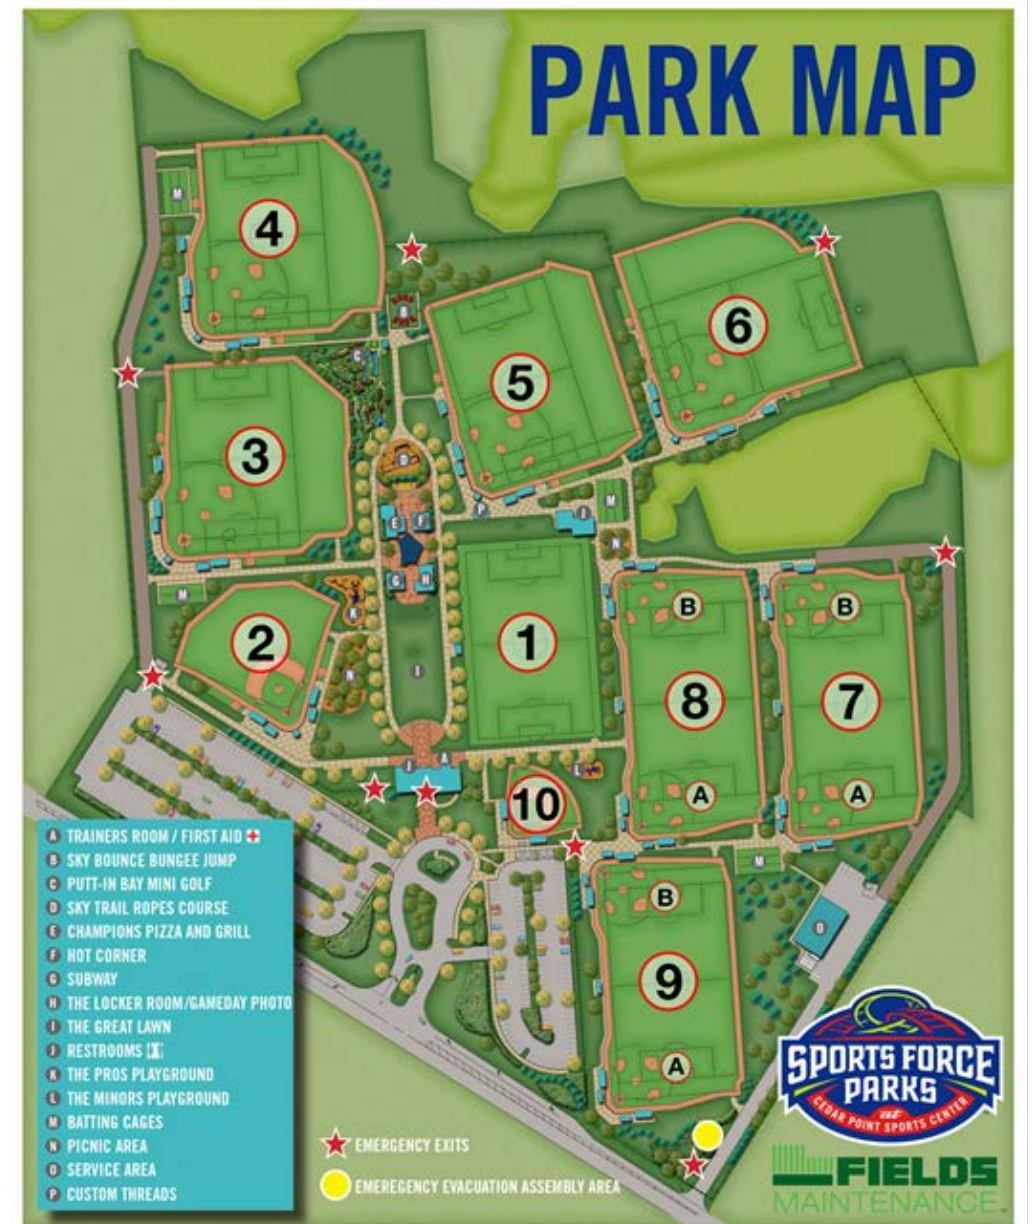 PARK MAP
M
4
6
B
C
5
3
D
M
P
J
E F
N
G H
M
B
B
K
2
1
I
N
8
7
J A
L
A
A
10
M
B
O
9
A
A TRAINERS ROOM / FIRST AID
B SKY BOUNCE BUNGEE JUMP
C PUTT-IN BAY MINI GOLF
D SKY TRAIL ROPES COURSE
E CHAMPIONS PIZZA AND GRILL
F HOT CORNER
G SUBWAY
H THE LOCKER ROOM/GAMEDAY PHOTO
I THE GREAT LAWN
J RESTROOMS
K THE PROS PLAYGROUND
L THE MINORS PLAYGROUND
M BATTING CAGES
N PICNIC AREA
O SERVICE AREA
P CUSTOM THREADS
EMERGENCY EXITS
EMEREGENCY EVACUATION ASSEMBLY AREA
SPORTS FORCE
PARKS
AT
CEDAR POINT SPORTS CENTER
FIELDS
MAINTENANCE